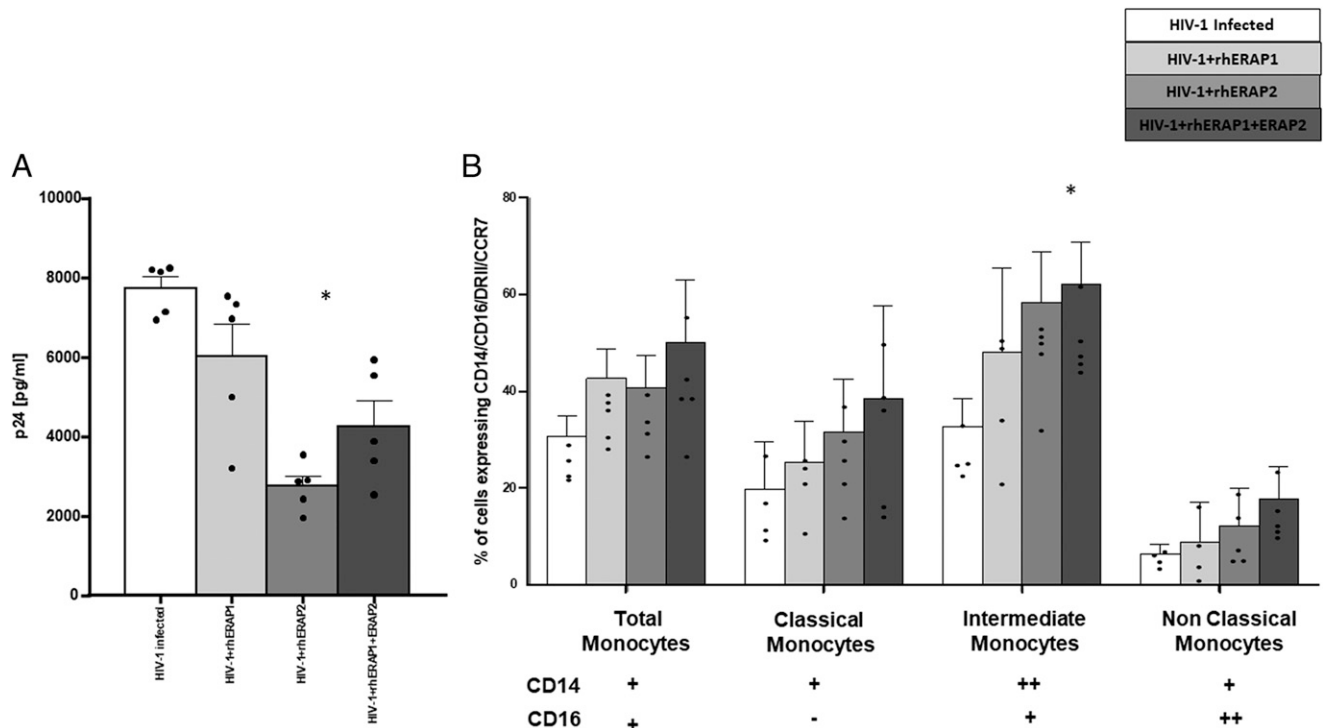 HIV-1 Infected
HIV-1+rhERAP1
HIV-1+rhERAP2
HIV-1+rhERAP1+ERAP2
A
p24 [pg/ml]
10000
8000
6000
4000
2000
0
*
HIV-1 infected
HIV-1+rhERAP1
HIV-1+rhERAP2
HIV-1+rhERAP1+ERAP2
B
% of cells expressing CD14/CD16/DRII/CCR7
80
60
40
20
0
*
Total
Monocytes
Classical
Monocytes
Intermediate
Monocytes
Non Classical
Monocytes
CD14 + + ++ +
CD16 + - + ++